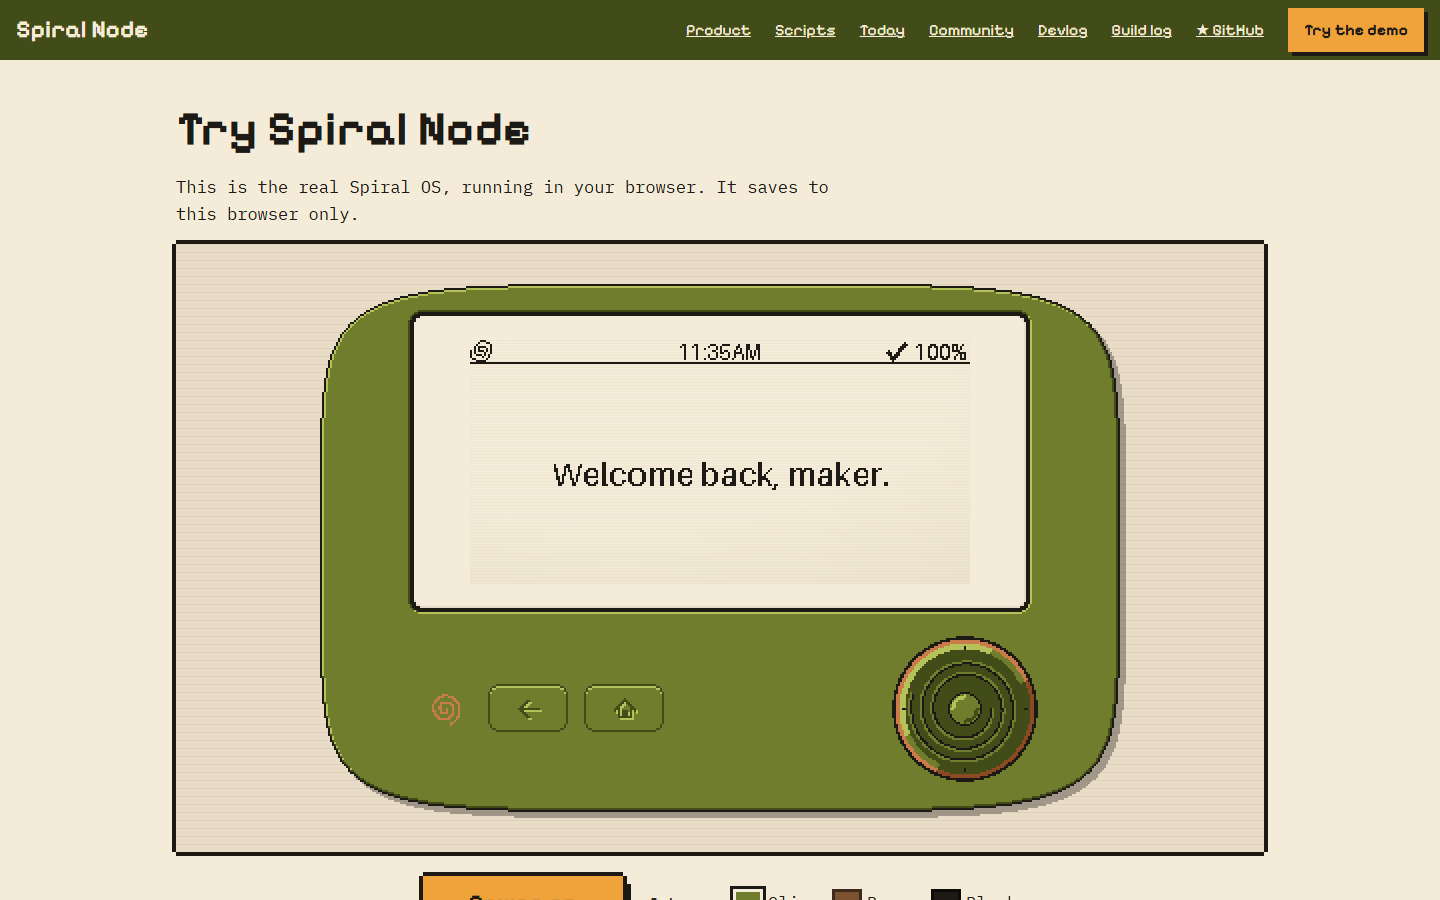 Spiral Node
Product Scripts Today Community Devlog Build log ★ GitHub Try the demo
Try Spiral Node
This is the real Spiral OS, running in your browser. It saves to
this browser only.
11:35AM 100%
Welcome back, maker.